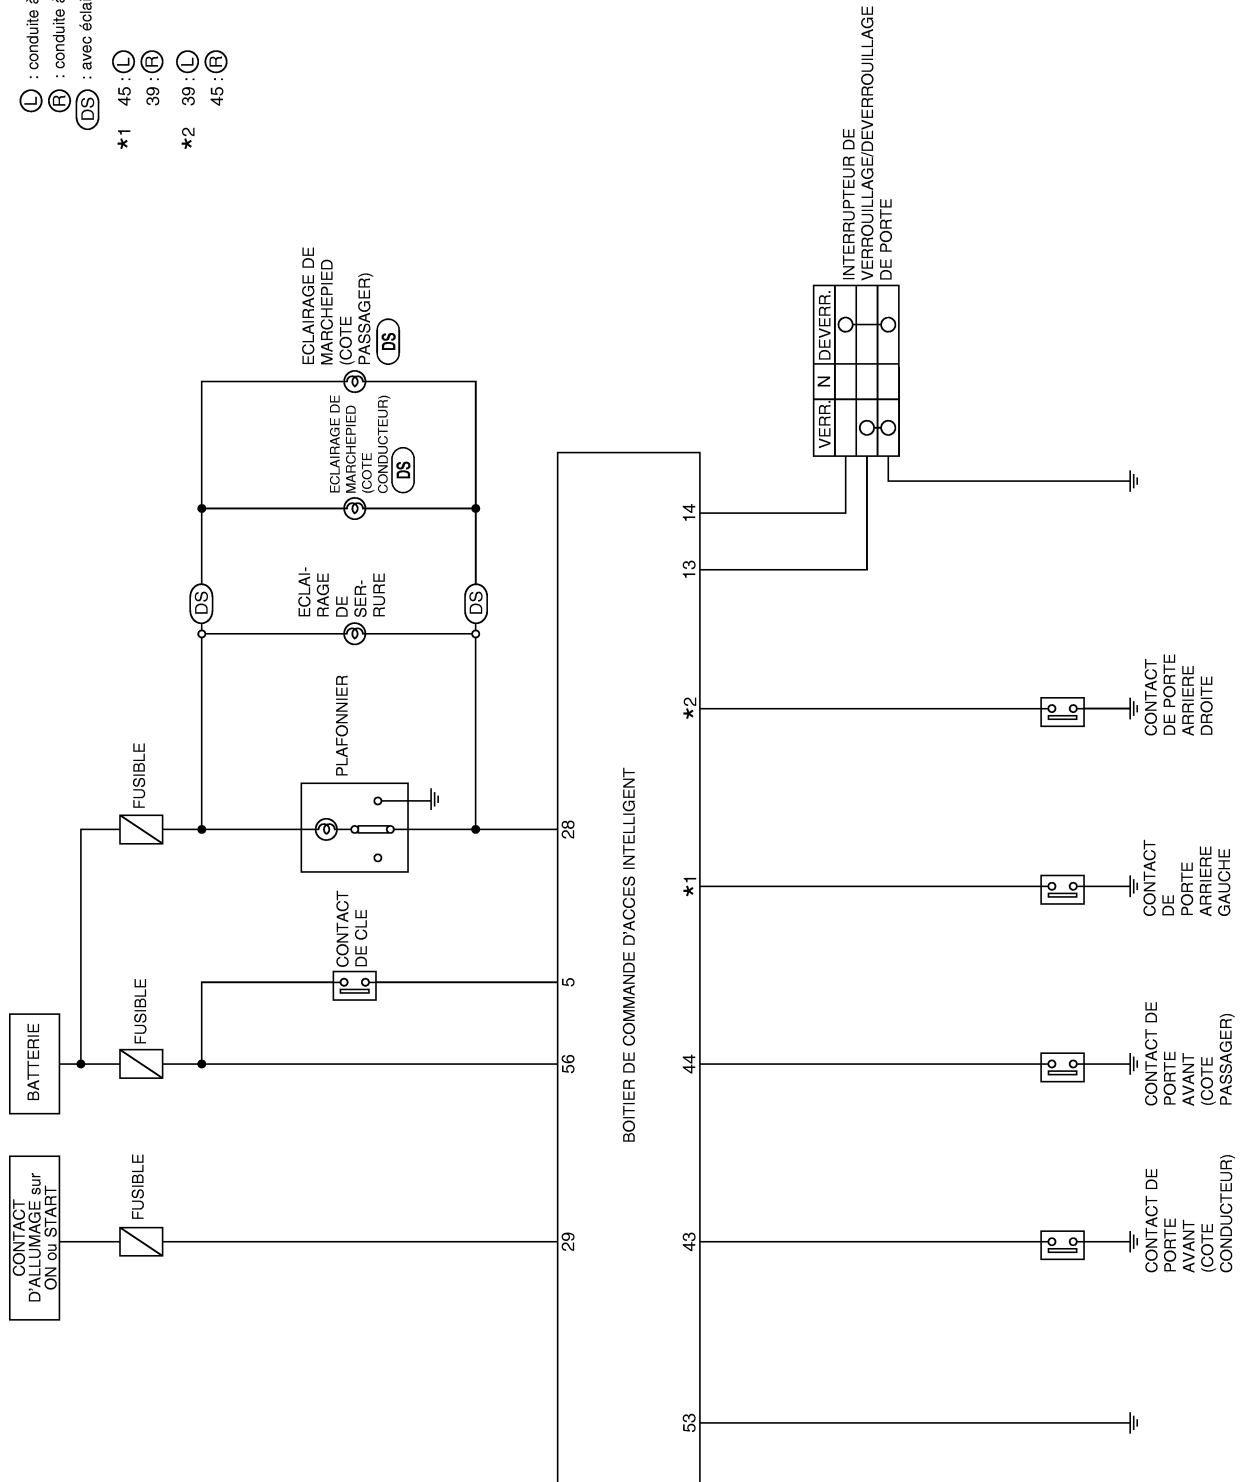 Ⓛ : conduite à
Ⓡ : conduite à
DS : avec éclai
*1 45 : Ⓛ
39 : Ⓡ
*2 39 : Ⓛ
45 : Ⓡ
CONTACT
D'ALLUMAGE sur
ON ou START
BATTERIE
FUSIBLE
FUSIBLE
FUSIBLE
CONTACT
DE CLE
PLAFONNIER
ECLAI-
RAGE
DE
SER-
RURE
DS
DS
ECLAIRAGE DE
MARCHEPIED
(COTE
CONDUCTEUR)
DS
ECLAIRAGE DE
MARCHEPIED
(COTE
PASSAGER)
DS
29
56
5
28
BOITIER DE COMMANDE D'ACCES INTELLIGENT
53
43
44
*1
*2
13
14
VERR.
N
DEVERR.
INTERRUPTEUR DE
VERROUILLAGE/DEVERROUILLAGE
DE PORTE
CONTACT DE
PORTE
AVANT
(COTE
CONDUCTEUR)
CONTACT DE
PORTE
AVANT
(COTE
PASSAGER)
CONTACT
DE
PORTE
ARRIERE
GAUCHE
CONTACT
DE PORTE
ARRIERE
DROITE